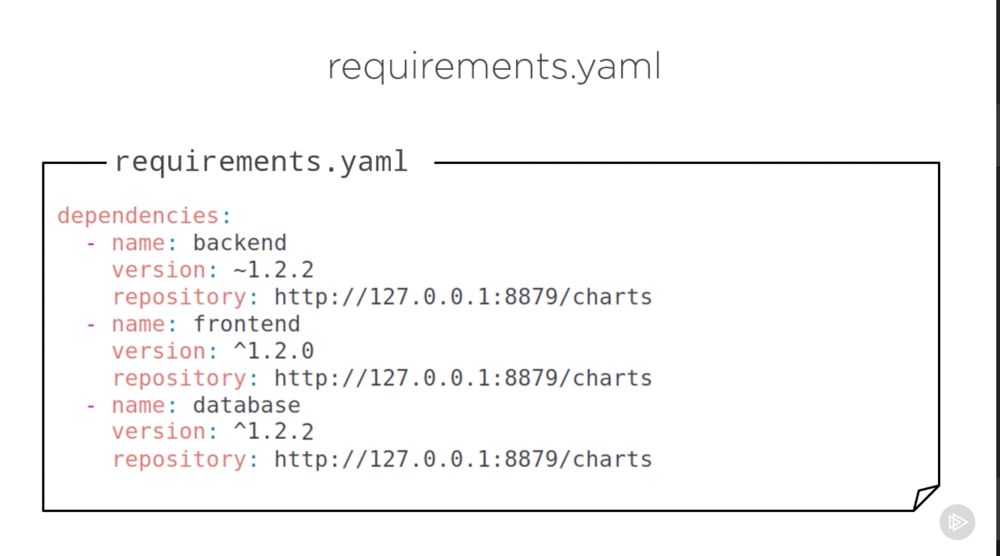 requirements.yaml
requirements.yaml
dependencies:
  - name: backend
    version: ~1.2.2
    repository: http://127.0.0.1:8879/charts
  - name: frontend
    version: ^1.2.0
    repository: http://127.0.0.1:8879/charts
  - name: database
    version: ^1.2.2
    repository: http://127.0.0.1:8879/charts